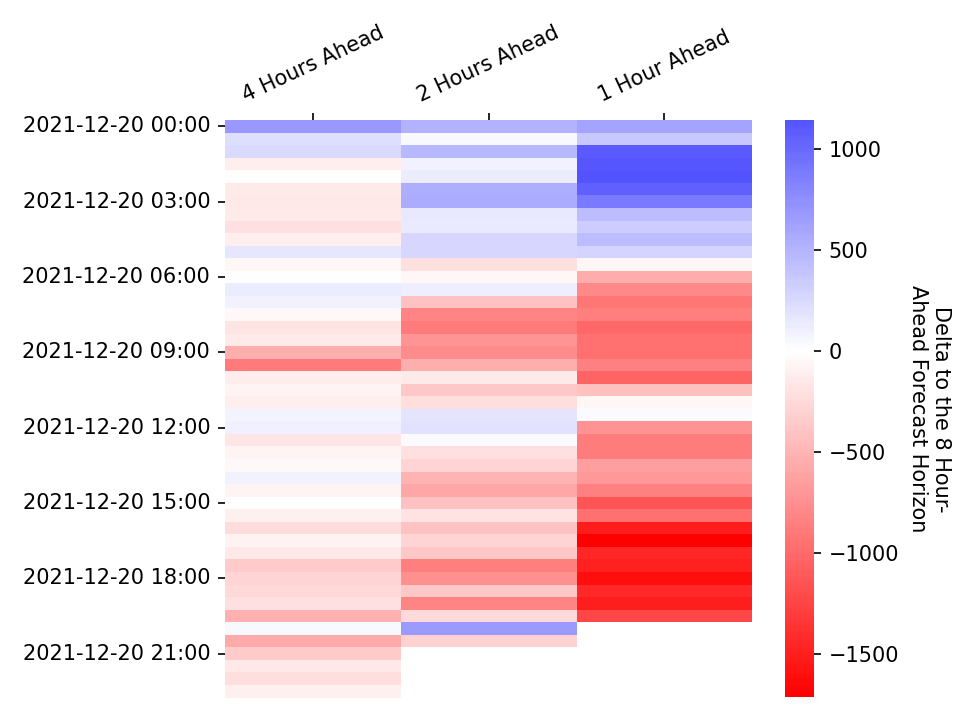 4 Hours Ahead
2 Hours Ahead
1 Hour Ahead
2021-12-20 00:00
2021-12-20 03:00
2021-12-20 06:00
2021-12-20 09:00
2021-12-20 12:00
2021-12-20 15:00
2021-12-20 18:00
2021-12-20 21:00
1000
500
0
−500
−1000
−1500
Delta to the 8 Hour-
Ahead Forecast Horizon